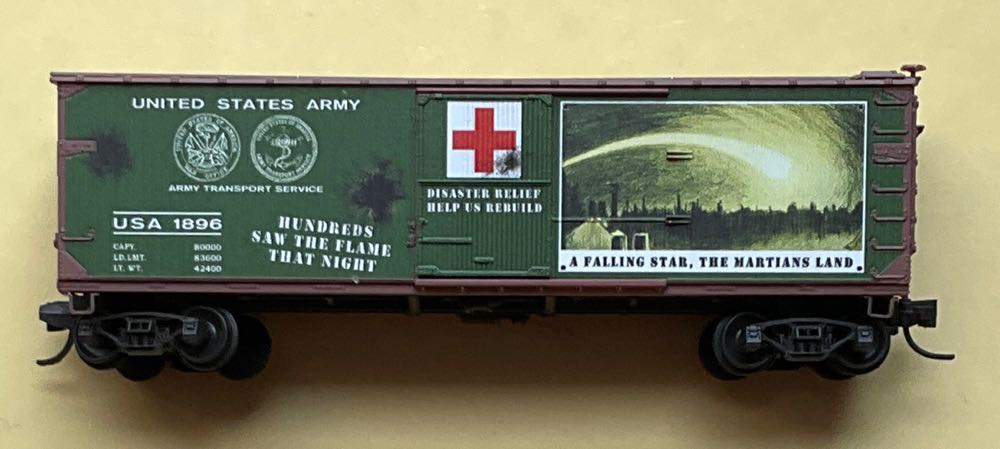 UNITED STATES ARMY
ARMY TRANSPORT SERVICE
USA 1896
CAPY. 80000
LD.LMT. 83600
LT. WT. 42400
HUNDREDS
SAW THE FLAME
THAT NIGHT
DISASTER RELIEF
HELP US REBUILD
A FALLING STAR, THE MARTIANS LAND